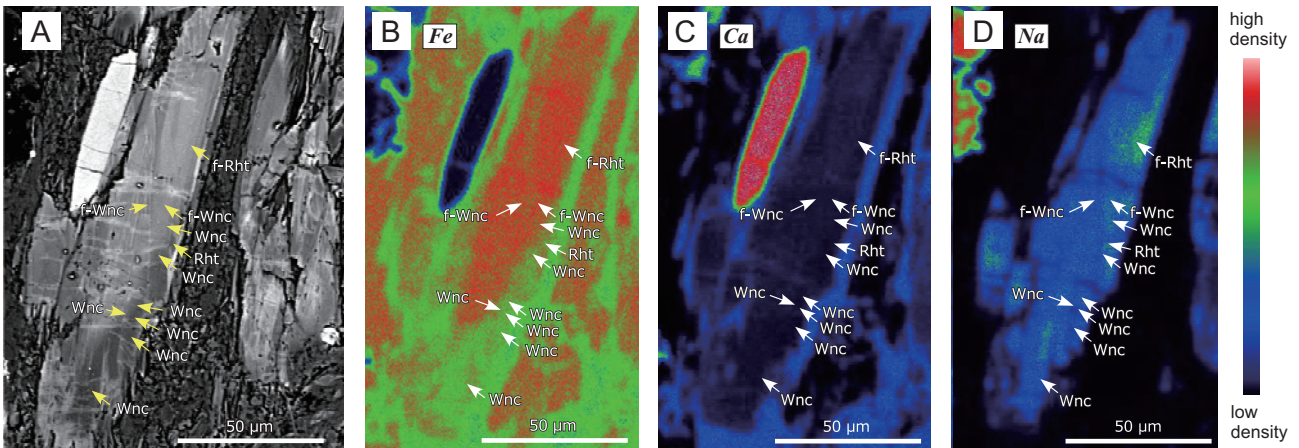 A
f-Rht
f-Wnc
f-Wnc
Wnc
Rht
Wnc
Wnc
Wnc
Wnc
Wnc
Wnc
50 µm
B
Fe
f-Rht
f-Wnc
f-Wnc
Wnc
Rht
Wnc
Wnc
Wnc
Wnc
Wnc
Wnc
50 µm
C
Ca
f-Rht
f-Wnc
f-Wnc
Wnc
Rht
Wnc
Wnc
Wnc
Wnc
Wnc
Wnc
50 µm
D
Na
f-Rht
f-Wnc
f-Wnc
Wnc
Rht
Wnc
Wnc
Wnc
Wnc
Wnc
Wnc
50 µm
high
density
low
density